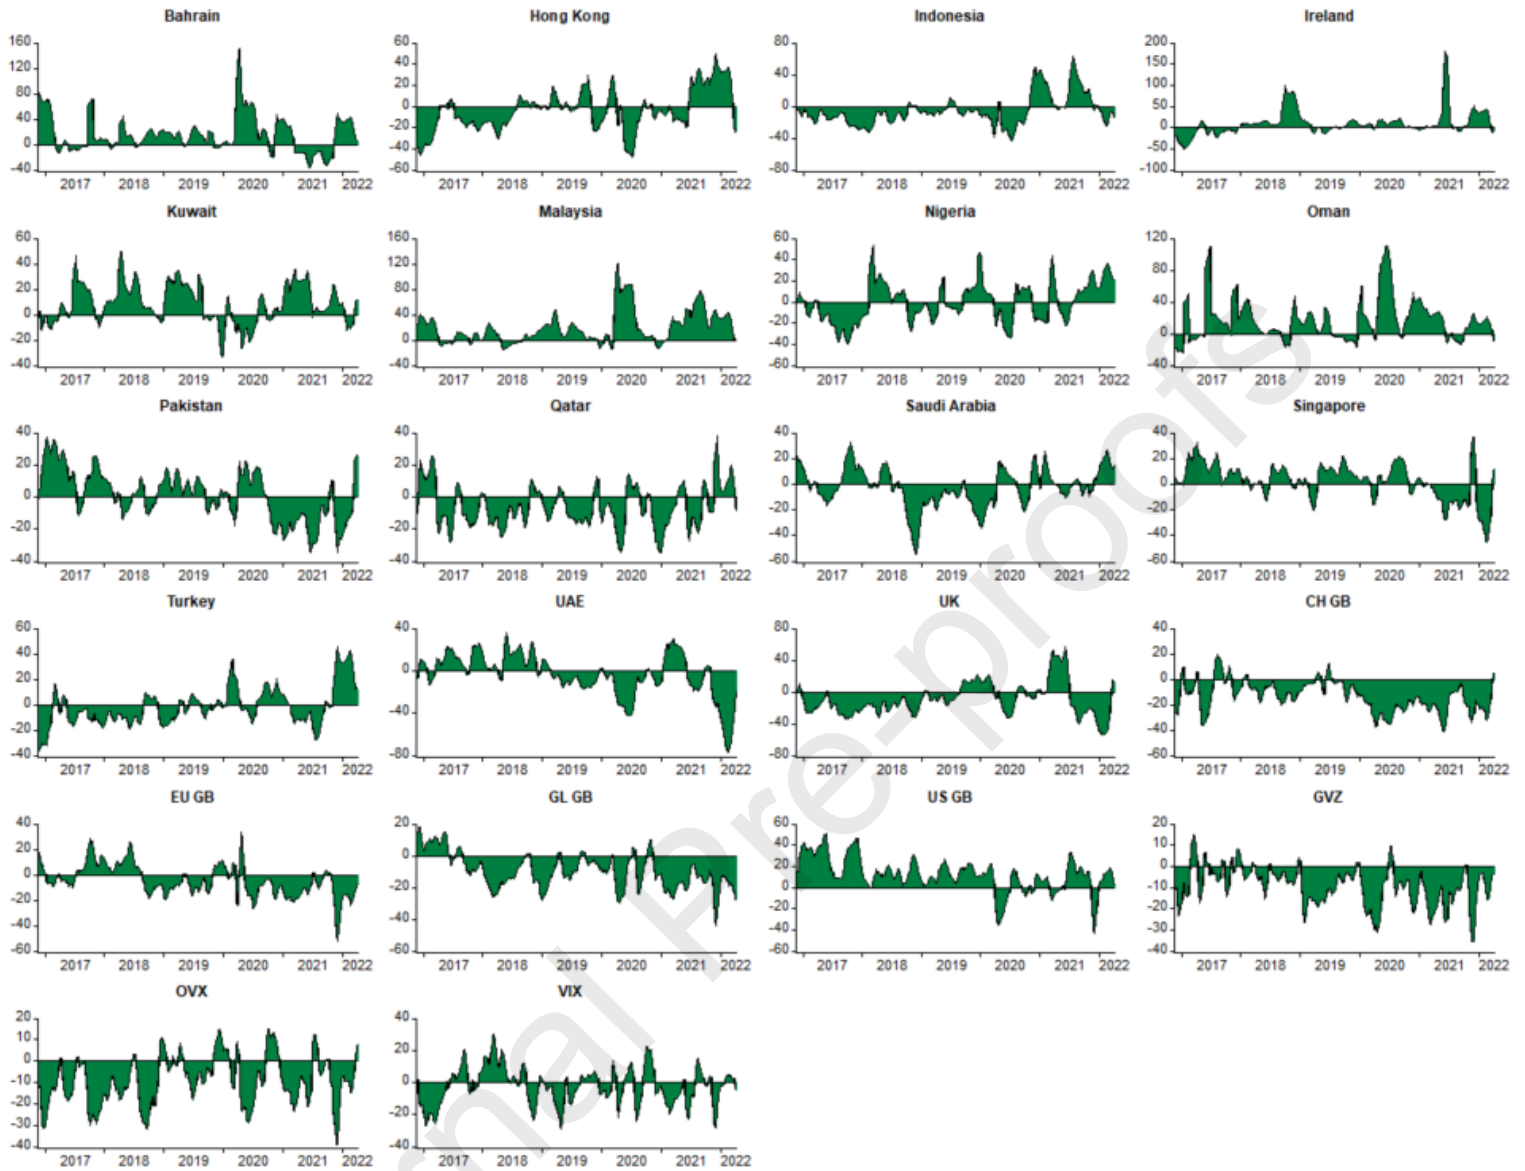 Bahrain Hong Kong Indonesia Ireland
160 60 80 200
120 40 150
80 20 40 100
40 0 0 50
0 -20 -40 0
-40 -40 -50
-60 -80 -100
2017 2018 2019 2020 2021 2022 2017 2018 2019 2020 2021 2022 2017 2018 2019 2020 2021 2022 2017 2018 2019 2020 2021 2022
Kuwait Malaysia Nigeria Oman
60 160 60 120
40 120 40 80
20 80 20 40
0 40 0 0
-20 0 -20 -40
-40 -40 -40
-60
2017 2018 2019 2020 2021 2022 2017 2018 2019 2020 2021 2022 2017 2018 2019 2020 2021 2022 2017 2018 2019 2020 2021 2022
Pakistan Qatar Saudi Arabia Singapore
40 40 40 40
20 20 20 20
0 0 0 0
-20 -20 -20 -20
-40 -40 -40 -40
-60 -60
2017 2018 2019 2020 2021 2022 2017 2018 2019 2020 2021 2022 2017 2018 2019 2020 2021 2022 2017 2018 2019 2020 2021 2022
Turkey UAE UK CH GB
60 40 80 40
40 0 40 20
20 -40 0 0
0 -80 -40 -20
-20 -80 -40
-40 -60
2017 2018 2019 2020 2021 2022 2017 2018 2019 2020 2021 2022 2017 2018 2019 2020 2021 2022 2017 2018 2019 2020 2021 2022
EU GB GL GB US GB GVZ
40 20 60 20
20 0 40 10
0 -20 20 0
-20 -40 0 -10
-40 -60 -20 -20
-60 -40 -30
-60 -40
2017 2018 2019 2020 2021 2022 2017 2018 2019 2020 2021 2022 2017 2018 2019 2020 2021 2022 2017 2018 2019 2020 2021 2022
OVX VIX
20 40
10 20
0 0
-10 -20
-20 -40
-30
-40
2017 2018 2019 2020 2021 2022 2017 2018 2019 2020 2021 2022
Pre-proofs